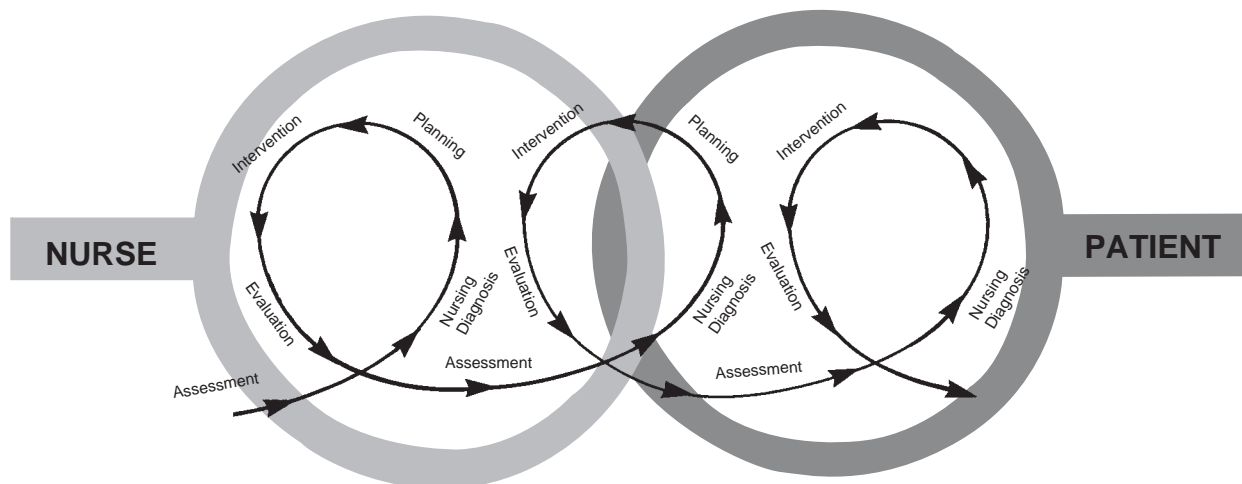 NURSE
Assessment
Nursing
Diagnosis
Planning
Intervention
Evaluation
Assessment
Nursing
Diagnosis
Planning
Intervention
Evaluation
Assessment
Nursing
Diagnosis
Intervention
Evaluation
PATIENT